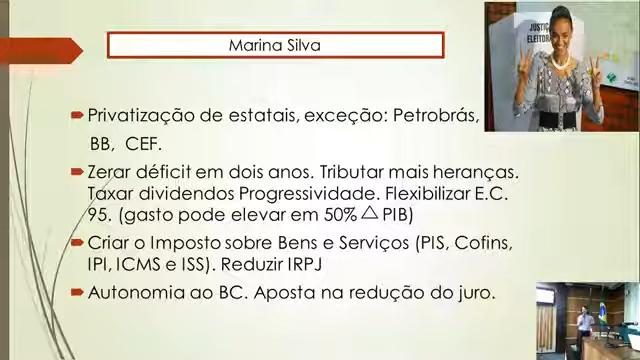 Marina Silva
JUSTIÇ
ELEITORA
Privatização de estatais, exceção: Petrobrás,
BB, CEF.
Zerar déficit em dois anos. Tributar mais heranças.
Taxar dividendos Progressividade. Flexibilizar E.C.
95. (gasto pode elevar em 50% △ PIB)
Criar o Imposto sobre Bens e Serviços (PIS, Cofins,
IPI, ICMS e ISS). Reduzir IRPJ
Autonomia ao BC. Aposta na redução do juro.